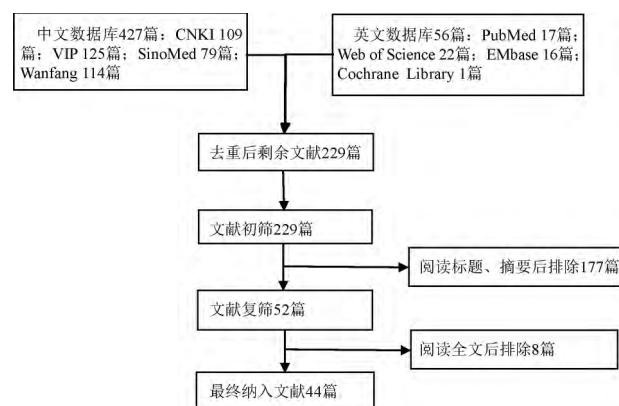 中文数据库427篇：CNKI 109
篇；VIP 125篇；SinoMed 79篇；
Wanfang 114篇
英文数据库56篇：PubMed 17篇；
Web of Science 22篇；EMbase 16篇；
Cochrane Library 1篇
去重后剩余文献229篇
文献初筛229篇
阅读标题、摘要后排除177篇
文献复筛52篇
阅读全文后排除8篇
最终纳入文献44篇